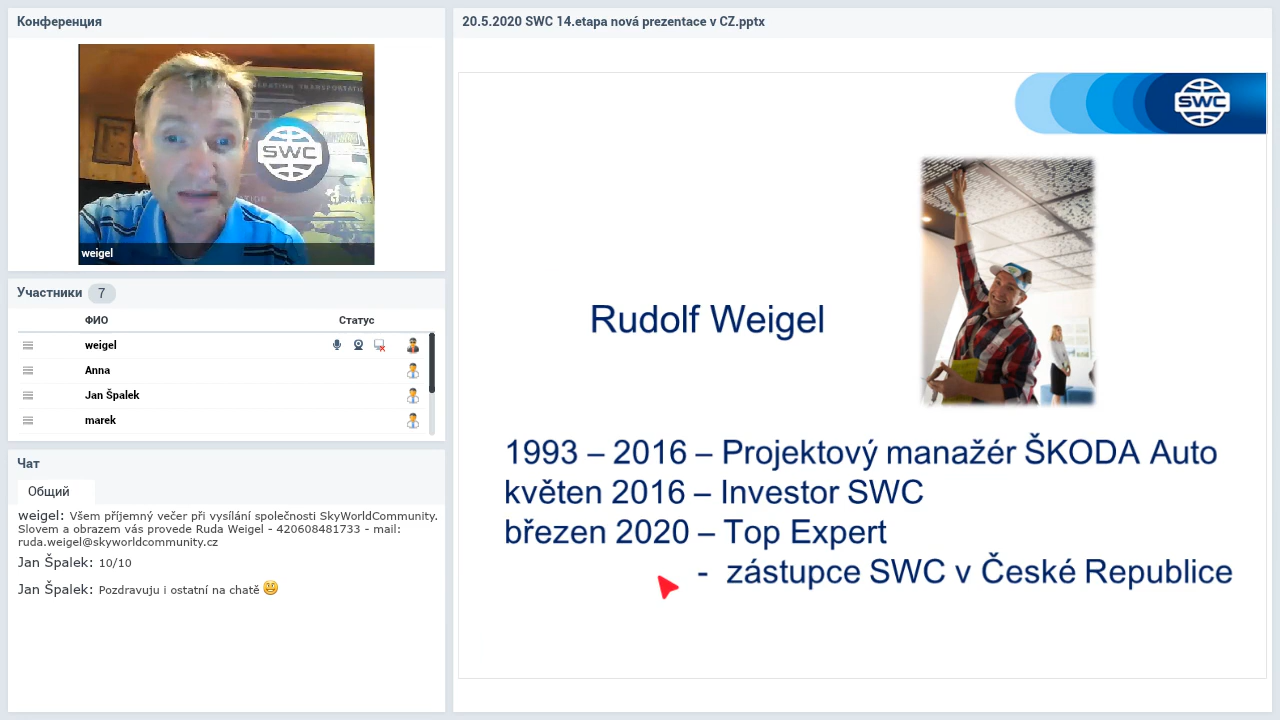 Конференция
SWC
weigel
Участники 7
ФИО Статус
weigel
Anna
Jan Špalek
marek
Чат
Общий
weigel: Všem příjemný večer při vysílání společnosti SkyWorldCommunity.
Slovem a obrazem vás provede Ruda Weigel - 420608481733 - mail:
ruda.weigel@skyworldcommunity.cz
Jan Špalek: 10/10
Jan Špalek: Pozdravuju i ostatní na chatě
20.5.2020 SWC 14.etapa nová prezentace v CZ.pptx
SWC
Rudolf Weigel
1993 – 2016 – Projektový manažér ŠKODA Auto
květen 2016 – Investor SWC
březen 2020 – Top Expert
- zástupce SWC v České Republice